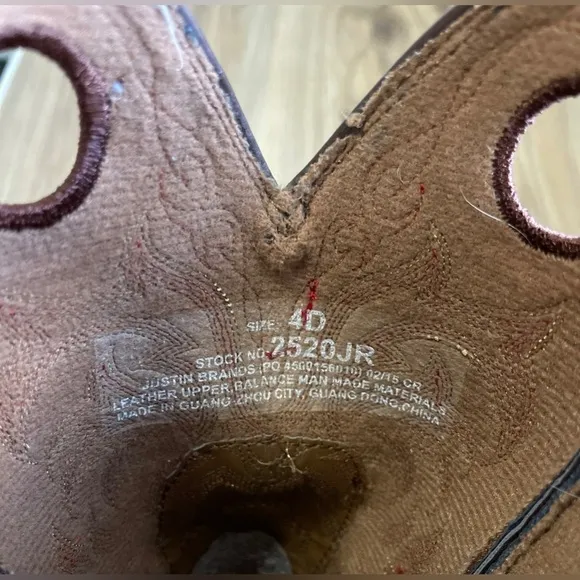 SIZE: 4D
STOCK NO. 2520JR
JUSTIN BRANDS (PO 4500156016) 02/15 CR
LEATHER UPPER BALANCE MAN MADE MATERIALS
MADE IN GUANG ZHOU CITY, GUANG DONG,CHINA